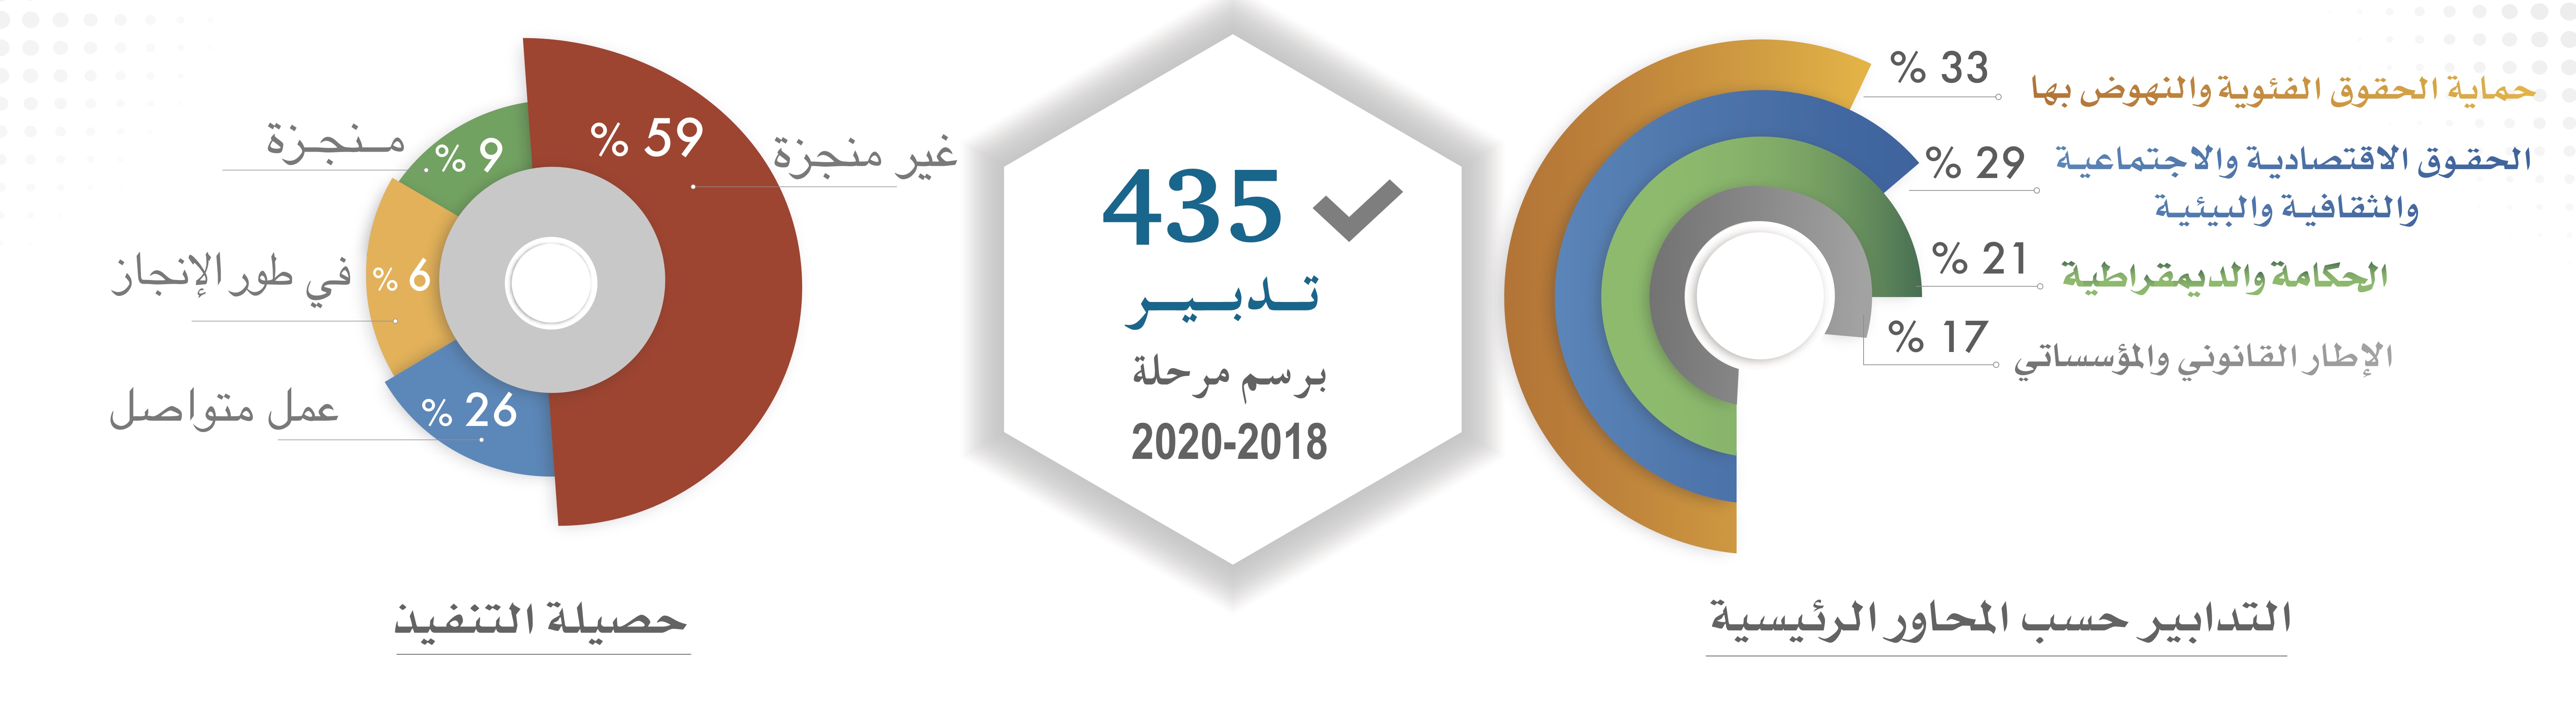 % 33
حماية الحقوق الفئوية والنهوض بها
% 29
الحقوق الاقتصادية والاجتماعية
والثقافية والبيئية
% 21
الحكامة والديمقراطية
% 17
الإطار القانوني والمؤسساتي
التدابير حسب المحاور الرئيسية
435
تدبير
برسم مرحلة
2020-2018
% 59
غير منجزة
% 9
منجزة
% 6
في طور الإنجاز
% 26
عمل متواصل
حصيلة التنفيذ